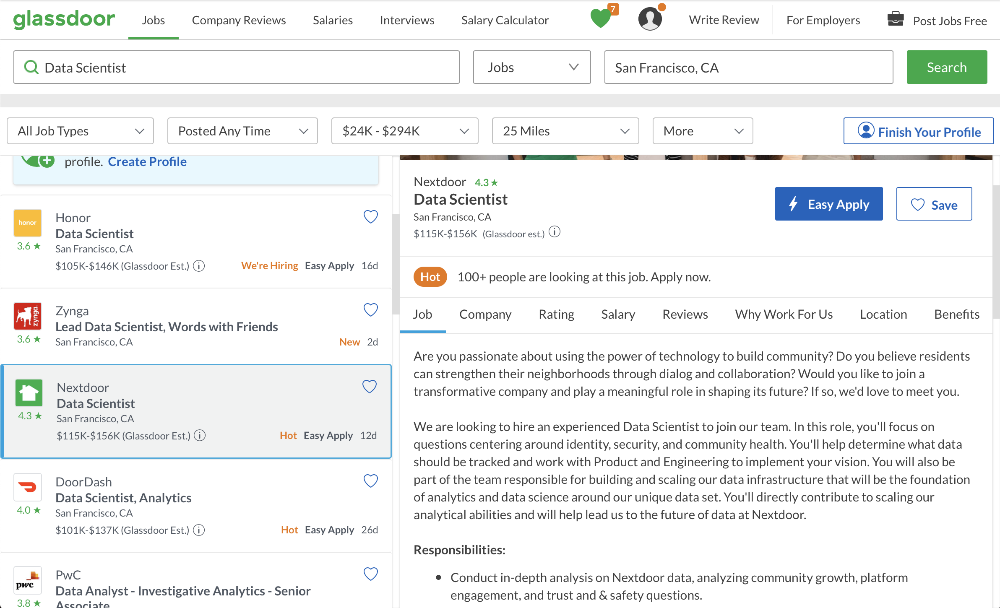 glassdoor
Jobs
Company Reviews
Salaries
Interviews
Salary Calculator
7
Write Review
For Employers
Post Jobs Free
Data Scientist
Jobs
San Francisco, CA
Search
All Job Types
Posted Any Time
$24K - $294K
25 Miles
More
Finish Your Profile
profile. Create Profile
honor
Honor
Data Scientist
3.6 ★
San Francisco, CA
$105K-$146K (Glassdoor Est.)
We're Hiring
Easy Apply
16d
zynga
Zynga
Lead Data Scientist, Words with Friends
3.6 ★
San Francisco, CA
New
2d
Nextdoor
Data Scientist
4.3 ★
San Francisco, CA
$115K-$156K (Glassdoor Est.)
Hot
Easy Apply
12d
DoorDash
Data Scientist, Analytics
4.0 ★
San Francisco, CA
$101K-$137K (Glassdoor Est.)
Hot
Easy Apply
26d
pwc
PwC
Data Analyst - Investigative Analytics - Senior
Associate
3.8 ★
Nextdoor 4.3 ★
Data Scientist
San Francisco, CA
$115K-$156K (Glassdoor est.)
Easy Apply
Save
Hot
100+ people are looking at this job. Apply now.
Job
Company
Rating
Salary
Reviews
Why Work For Us
Location
Benefits
Are you passionate about using the power of technology to build community? Do you believe residents
can strengthen their neighborhoods through dialog and collaboration? Would you like to join a
transformative company and play a meaningful role in shaping its future? If so, we'd love to meet you.
We are looking to hire an experienced Data Scientist to join our team. In this role, you'll focus on
questions centering around identity, security, and community health. You'll help determine what data
should be tracked and work with Product and Engineering to implement your vision. You will also be
part of the team responsible for building and scaling our data infrastructure that will be the foundation
of analytics and data science around our unique data set. You'll directly contribute to scaling our
analytical abilities and will help lead us to the future of data at Nextdoor.
Responsibilities:
• Conduct in-depth analysis on Nextdoor data, analyzing community growth, platform
engagement, and trust and & safety questions.